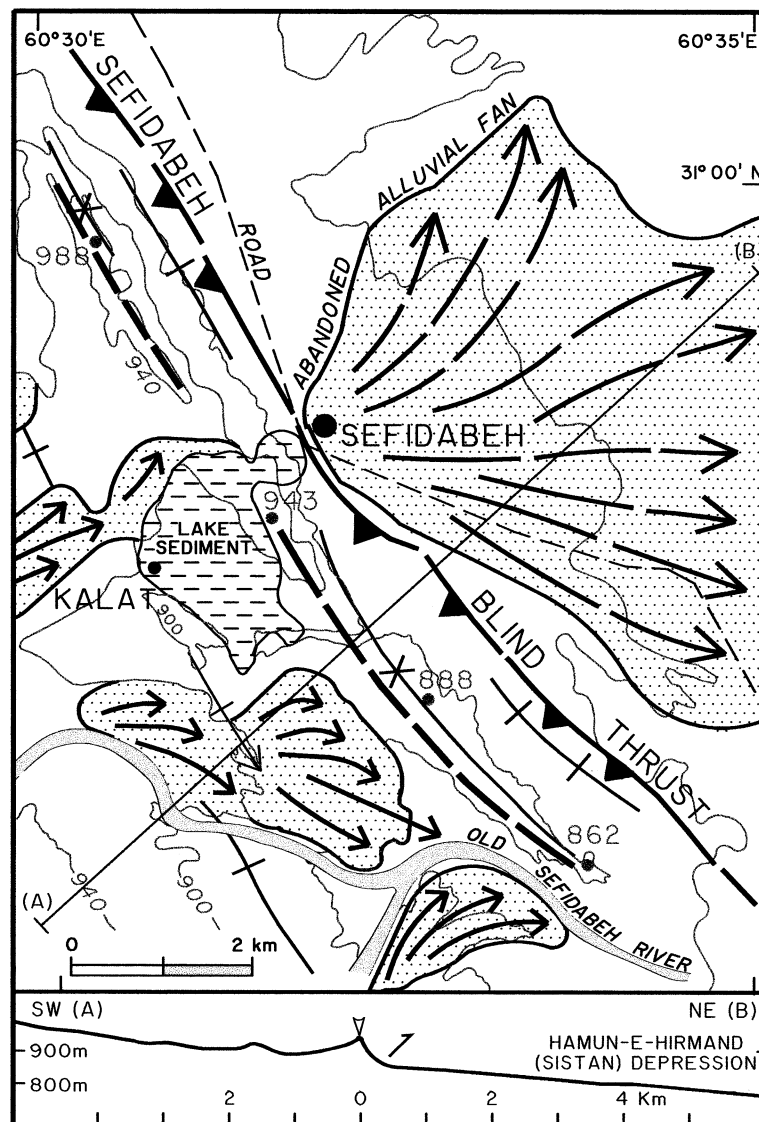 60°30'E
60°35'E
SEFIDABEH
ALLUVIAL FAN
31°00' N
ROAD
988
(B)
ABANDONED
940
SEFIDABEH
943
LAKE
SEDIMENT
KALAT
900
BLIND
888
THRUST
862
OLD
SEFIDABEH
RIVER
(A)
940
900
0 2 km
SW (A)
NE (B)
900m
HAMUN-E-HIRMAND
(SISTAN) DEPRESSION
800m
2 0 2 4 Km